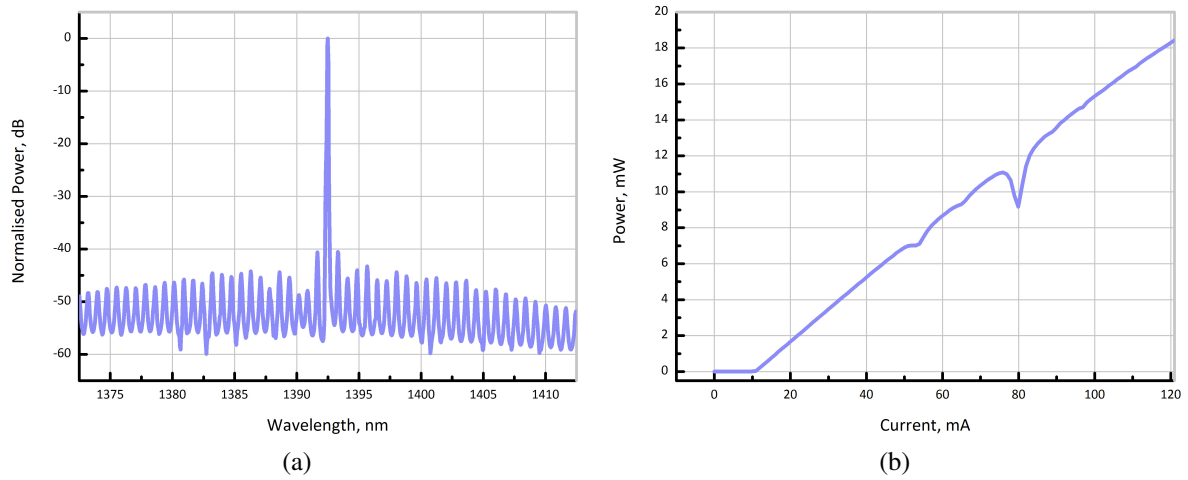 0
-10
-20
-30
-40
-50
-60
Normalised Power, dB
1375 1380 1385 1390 1395 1400 1405 1410
Wavelength, nm
(a)
20
18
16
14
12
10
8
6
4
2
0
Power, mW
0 20 40 60 80 100 120
Current, mA
(b)